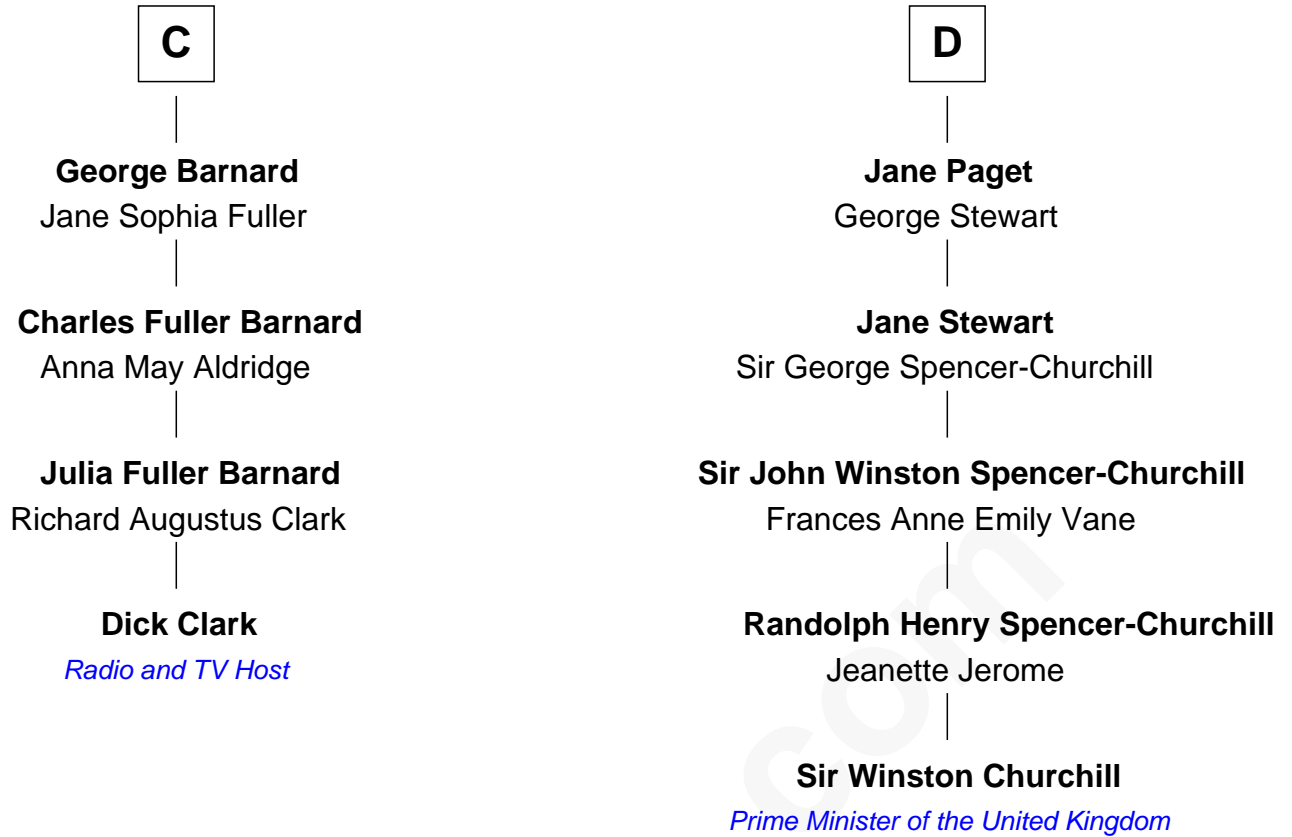 C
George Barnard
Jane Sophia Fuller
Charles Fuller Barnard
Anna May Aldridge
Julia Fuller Barnard
Richard Augustus Clark
Dick Clark
Radio and TV Host
D
Jane Paget
George Stewart
Jane Stewart
Sir George Spencer-Churchill
Sir John Winston Spencer-Churchill
Frances Anne Emily Vane
Randolph Henry Spencer-Churchill
Jeanette Jerome
Sir Winston Churchill
Prime Minister of the United Kingdom
com